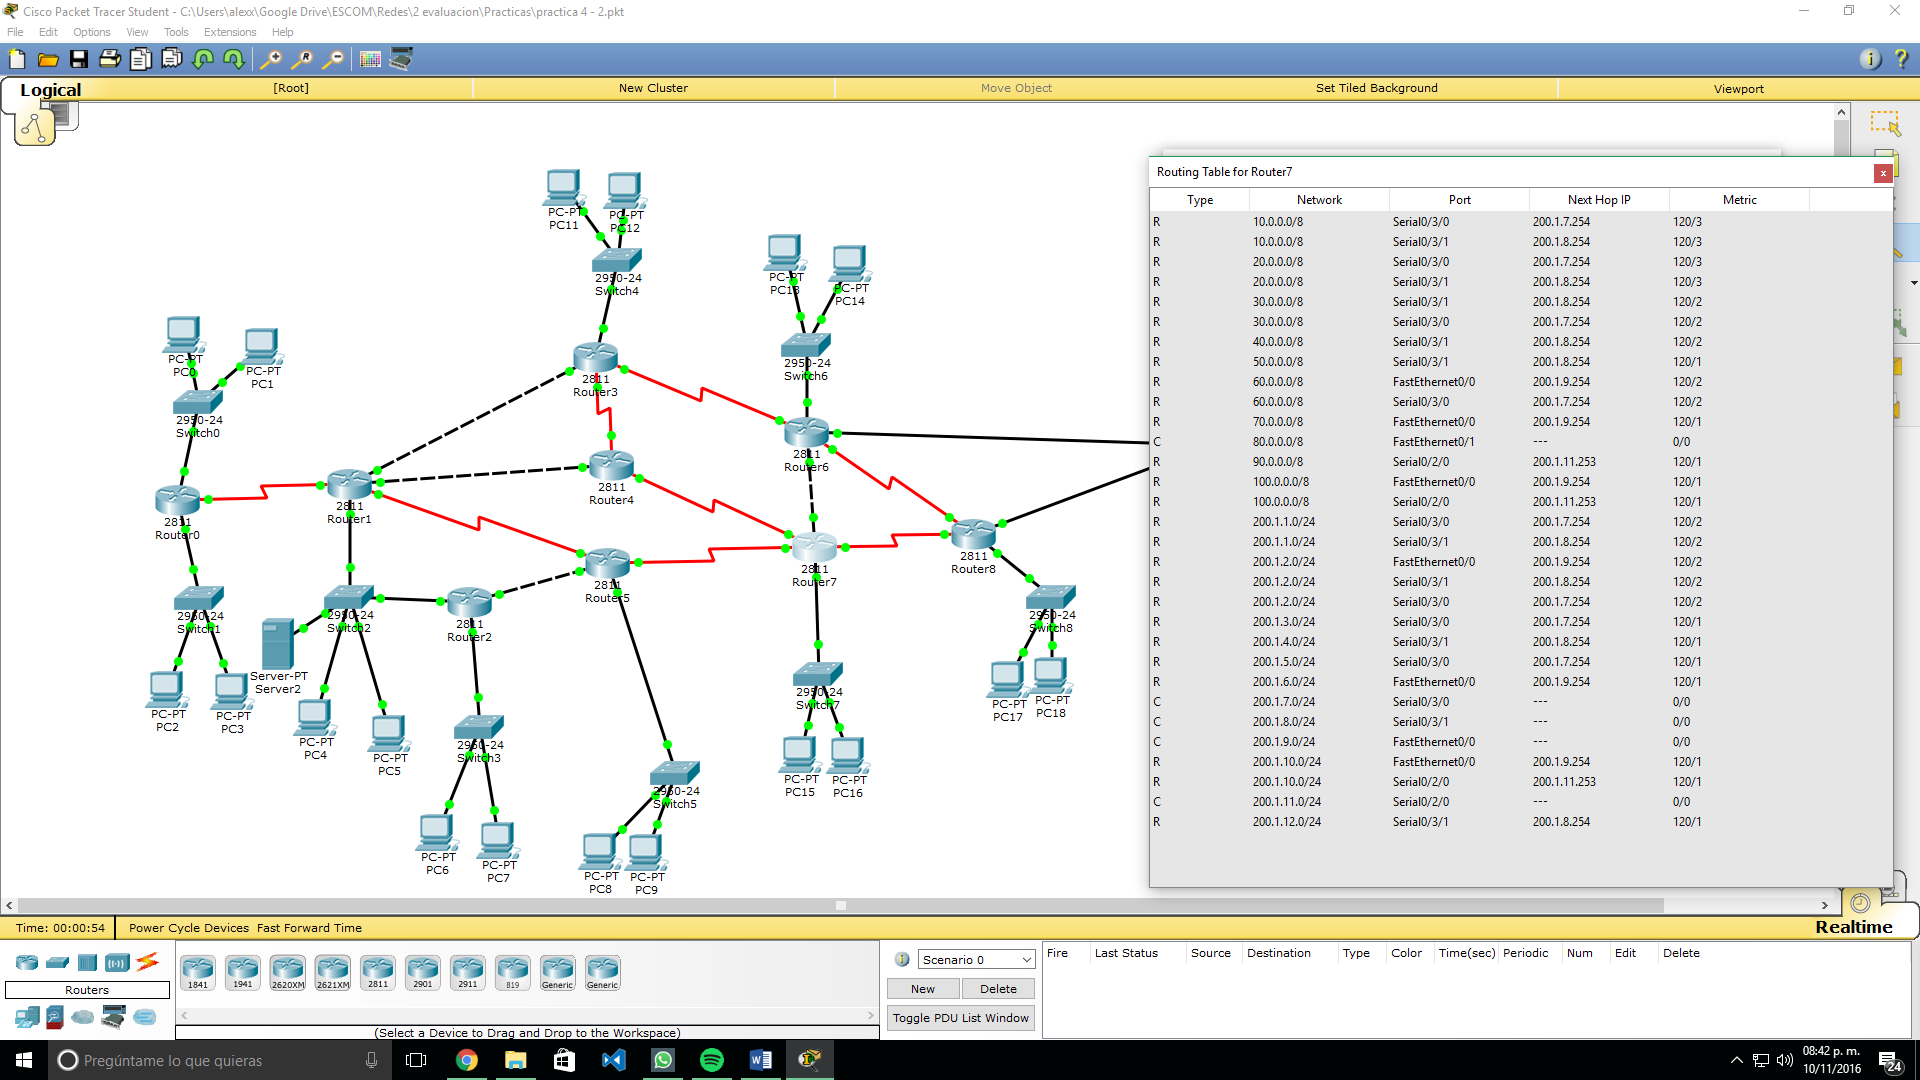 Cisco Packet Tracer Student - C:\Users\alexx\Google Drive\ESCOM\Redes\2 evaluacion\Practicas\practica 4 - 2.pkt
File Edit Options View Tools Extensions Help
Logical [Root] New Cluster Move Object Set Tiled Background Viewport
PC-PT
PC11
PC-PT
PC12
2950-24
Switch4
PC-PT
PC13
PC-PT
PC14
2950-24
Switch6
PC-PT
PC0
PC-PT
PC1
2950-24
Switch0
2811
Router3
2811
Router6
2811
Router4
2811
Router0
2811
Router1
2811
Router5
2811
Router7
2811
Router8
2950-24
Switch1
2950-24
Switch2
2811
Router2
2950-24
Switch8
Server-PT
Server2
PC-PT
PC2
PC-PT
PC3
PC-PT
PC4
PC-PT
PC5
2950-24
Switch3
2950-24
Switch7
PC-PT
PC17
PC-PT
PC18
PC-PT
PC15
PC-PT
PC16
2950-24
Switch5
PC-PT
PC6
PC-PT
PC7
PC-PT
PC8
PC-PT
PC9
Routing Table for Router7
Type Network Port Next Hop IP Metric
R 10.0.0.0/8 Serial0/3/0 200.1.7.254 120/3
R 10.0.0.0/8 Serial0/3/1 200.1.8.254 120/3
R 20.0.0.0/8 Serial0/3/0 200.1.7.254 120/3
R 20.0.0.0/8 Serial0/3/1 200.1.8.254 120/3
R 30.0.0.0/8 Serial0/3/1 200.1.8.254 120/2
R 30.0.0.0/8 Serial0/3/0 200.1.7.254 120/2
R 40.0.0.0/8 Serial0/3/1 200.1.8.254 120/2
R 50.0.0.0/8 Serial0/3/1 200.1.8.254 120/1
R 60.0.0.0/8 FastEthernet0/0 200.1.9.254 120/2
R 60.0.0.0/8 Serial0/3/0 200.1.7.254 120/2
R 70.0.0.0/8 FastEthernet0/0 200.1.9.254 120/1
C 80.0.0.0/8 FastEthernet0/1 --- 0/0
R 90.0.0.0/8 Serial0/2/0 200.1.11.253 120/1
R 100.0.0.0/8 FastEthernet0/0 200.1.9.254 120/1
R 100.0.0.0/8 Serial0/2/0 200.1.11.253 120/1
R 200.1.1.0/24 Serial0/3/0 200.1.7.254 120/2
R 200.1.1.0/24 Serial0/3/1 200.1.8.254 120/2
R 200.1.2.0/24 FastEthernet0/0 200.1.9.254 120/2
R 200.1.2.0/24 Serial0/3/1 200.1.8.254 120/2
R 200.1.2.0/24 Serial0/3/0 200.1.7.254 120/2
R 200.1.3.0/24 Serial0/3/0 200.1.7.254 120/1
R 200.1.4.0/24 Serial0/3/1 200.1.8.254 120/1
R 200.1.5.0/24 Serial0/3/0 200.1.7.254 120/1
R 200.1.6.0/24 FastEthernet0/0 200.1.9.254 120/1
C 200.1.7.0/24 Serial0/3/0 --- 0/0
C 200.1.8.0/24 Serial0/3/1 --- 0/0
C 200.1.9.0/24 FastEthernet0/0 --- 0/0
R 200.1.10.0/24 FastEthernet0/0 200.1.9.254 120/1
R 200.1.10.0/24 Serial0/2/0 200.1.11.253 120/1
C 200.1.11.0/24 Serial0/2/0 --- 0/0
R 200.1.12.0/24 Serial0/3/1 200.1.8.254 120/1
Time: 00:00:54 Power Cycle Devices Fast Forward Time Realtime
Routers
1841 1941 2620XM 2621XM 2811 2901 2911 819 Generic Generic
(Select a Device to Drag and Drop to the Workspace)
Scenario 0
New Delete
Toggle PDU List Window
Fire Last Status Source Destination Type Color Time(sec) Periodic Num Edit Delete
Pregúntame lo que quieras
08:42 p. m.
10/11/2016
24